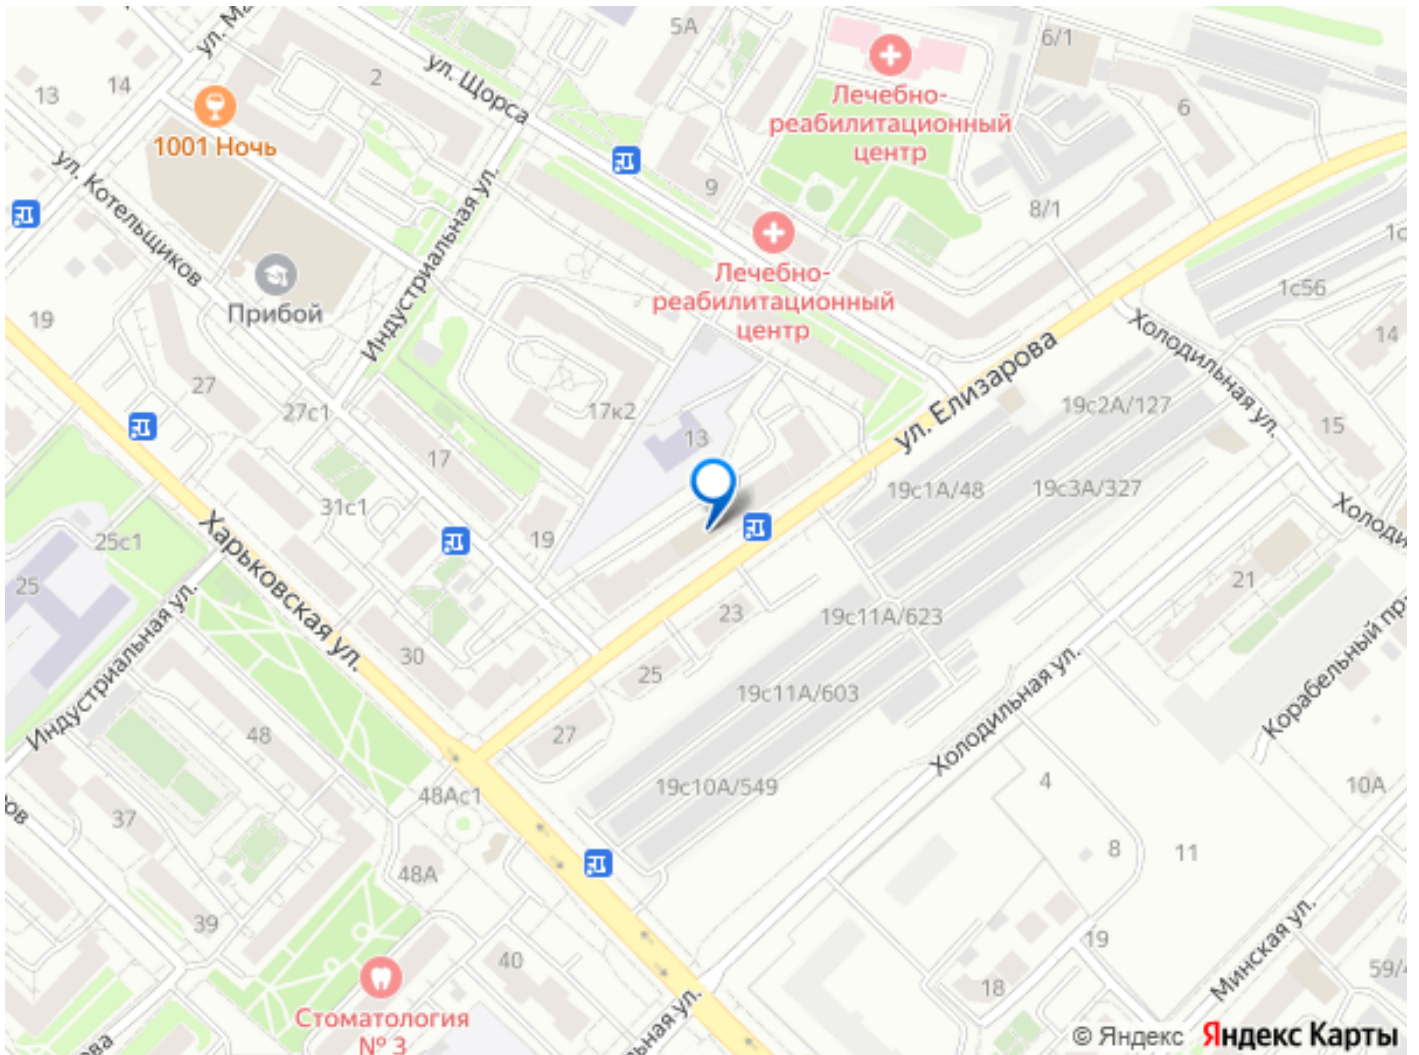 5А
6/1
ул. Щорса
2
14
13
1001 Ночь
Лечебно-
реабилитационный
центр
6
ул. Котельщиков
9
8/1
Индустриальная ул.
Прибой
Лечебно-
реабилитационный
центр
1с56
19
Холодильная ул.
14
ул. Елизарова
27
27с1
17к2
19с2А/127
15
13
17
19с1А/48
19с3А/327
31с1
25с1
19
Харьковская ул.
25
21
23
19с11А/623
Индустриальная ул.
30
25
19с11А/603
Холодильная ул.
48
27
48Ас1
19с10А/549
4
10А
37
8
11
48А
39
40
19
18
Минская ул.
Стоматология
№ 3
© Яндекс
Яндекс Карты